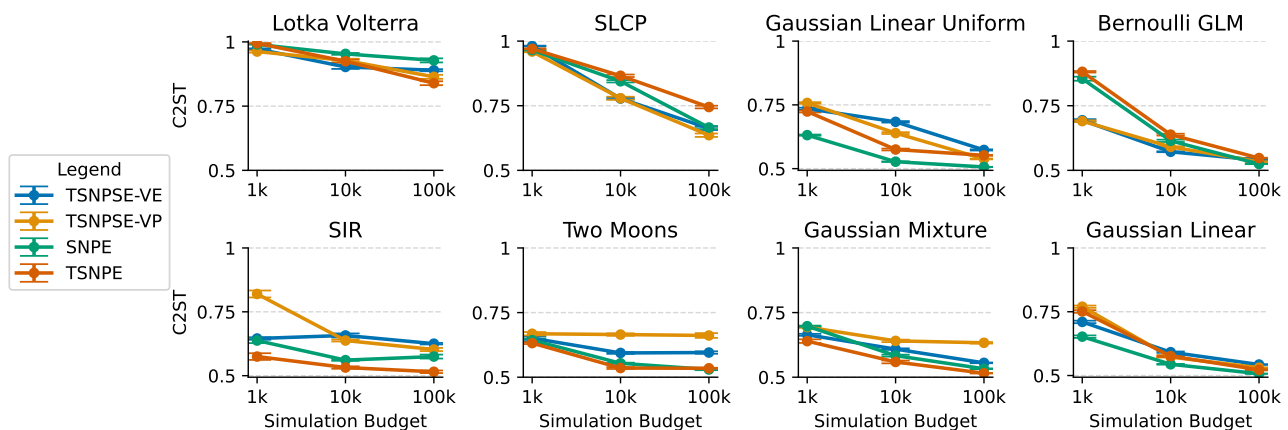 Lotka Volterra
SLCP
Gaussian Linear Uniform
Bernoulli GLM
C2ST
1
0.75
0.5
1k
10k
100k
1
0.75
0.5
1k
10k
100k
1
0.75
0.5
1k
10k
100k
1
0.75
0.5
1k
10k
100k
Legend
TSNPSE-VE
TSNPSE-VP
SNPE
TSNPE
SIR
Two Moons
Gaussian Mixture
Gaussian Linear
C2ST
1
0.75
0.5
1k
10k
100k
Simulation Budget
1
0.75
0.5
1k
10k
100k
Simulation Budget
1
0.75
0.5
1k
10k
100k
Simulation Budget
1
0.75
0.5
1k
10k
100k
Simulation Budget